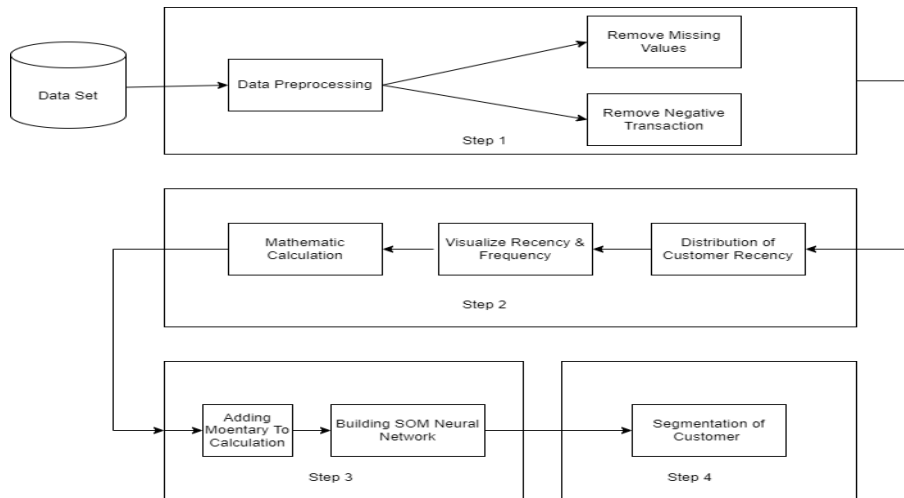 Data Set
Data Preprocessing
Remove Missing
Values
Remove Negative
Transaction
Step 1
Mathematic
Calculation
Visualize Recency &
Frequency
Distribution of
Customer Recency
Step 2
Adding
Moentary To
Calculation
Building SOM Neural
Network
Step 3
Segmentation of
Customer
Step 4